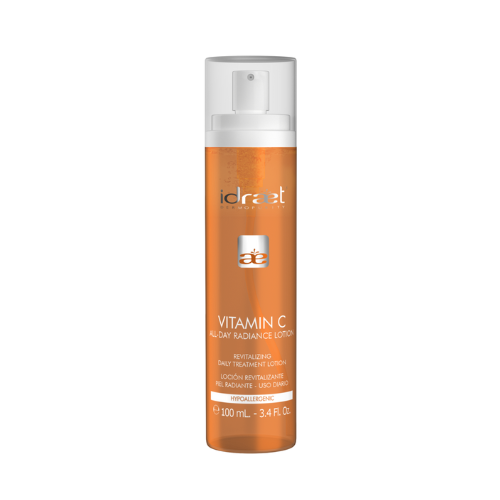 idraet
æ
VITAMIN C
ALL-DAY RADIANCE LOTION
REVITALIZING
DAILY TREATMENT LOTION
LOCIÓN REVITALIZANTE
PIEL RADIANTE - USO DIARIO
HYPOALLERGENIC
℮ 100 mL. - 3.4 Fl. Oz.